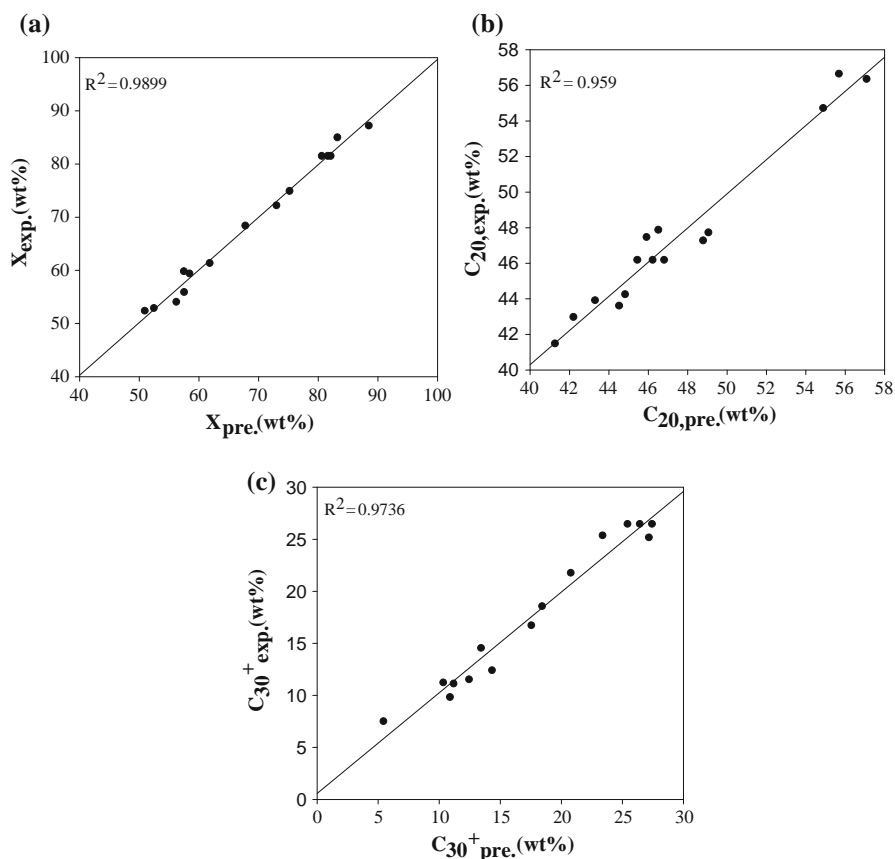 (a)
100
90
80
70
60
50
40
R²=0.9899
X exp.(wt%)
40 50 60 70 80 90 100
X pre.(wt%)
(b)
58
56
54
52
50
48
46
44
42
40
R²=0.959
C20,exp.(wt%)
40 42 44 46 48 50 52 54 56 58
C20,pre.(wt%)
(c)
30
25
20
15
10
5
0
R²=0.9736
C30+ exp.(wt%)
0 5 10 15 20 25 30
C30+ pre.(wt%)